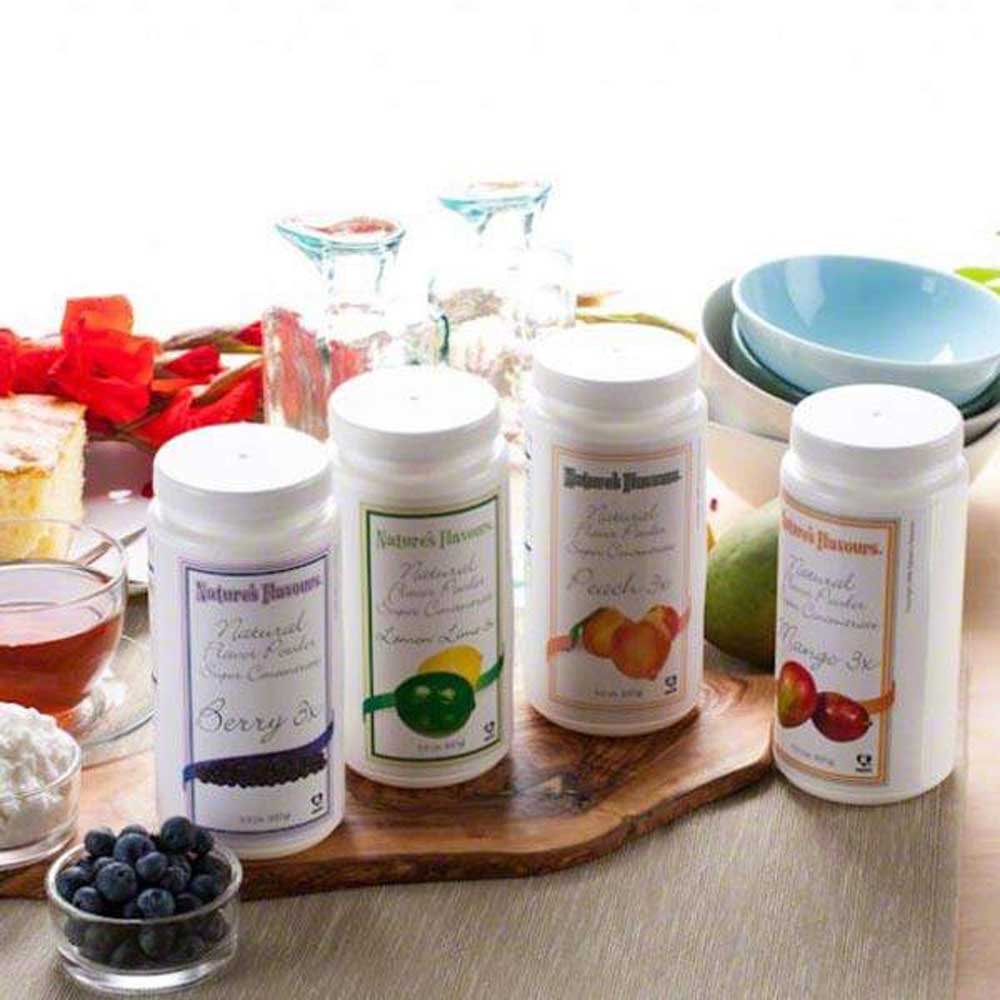 Nature's Flavours.
Natural
Flavor Powder
Super Concentrate
Berry 3x
Nature's Flavours.
Natural
Flavor Powder
Super Concentrate
Lemon Lime 3x
Nature's Flavours.
Natural
Flavor Powder
Super Concentrate
Peach 3x
Nature's Flavours.
Natural
Flavor Powder
Super Concentrate
Mango 3x